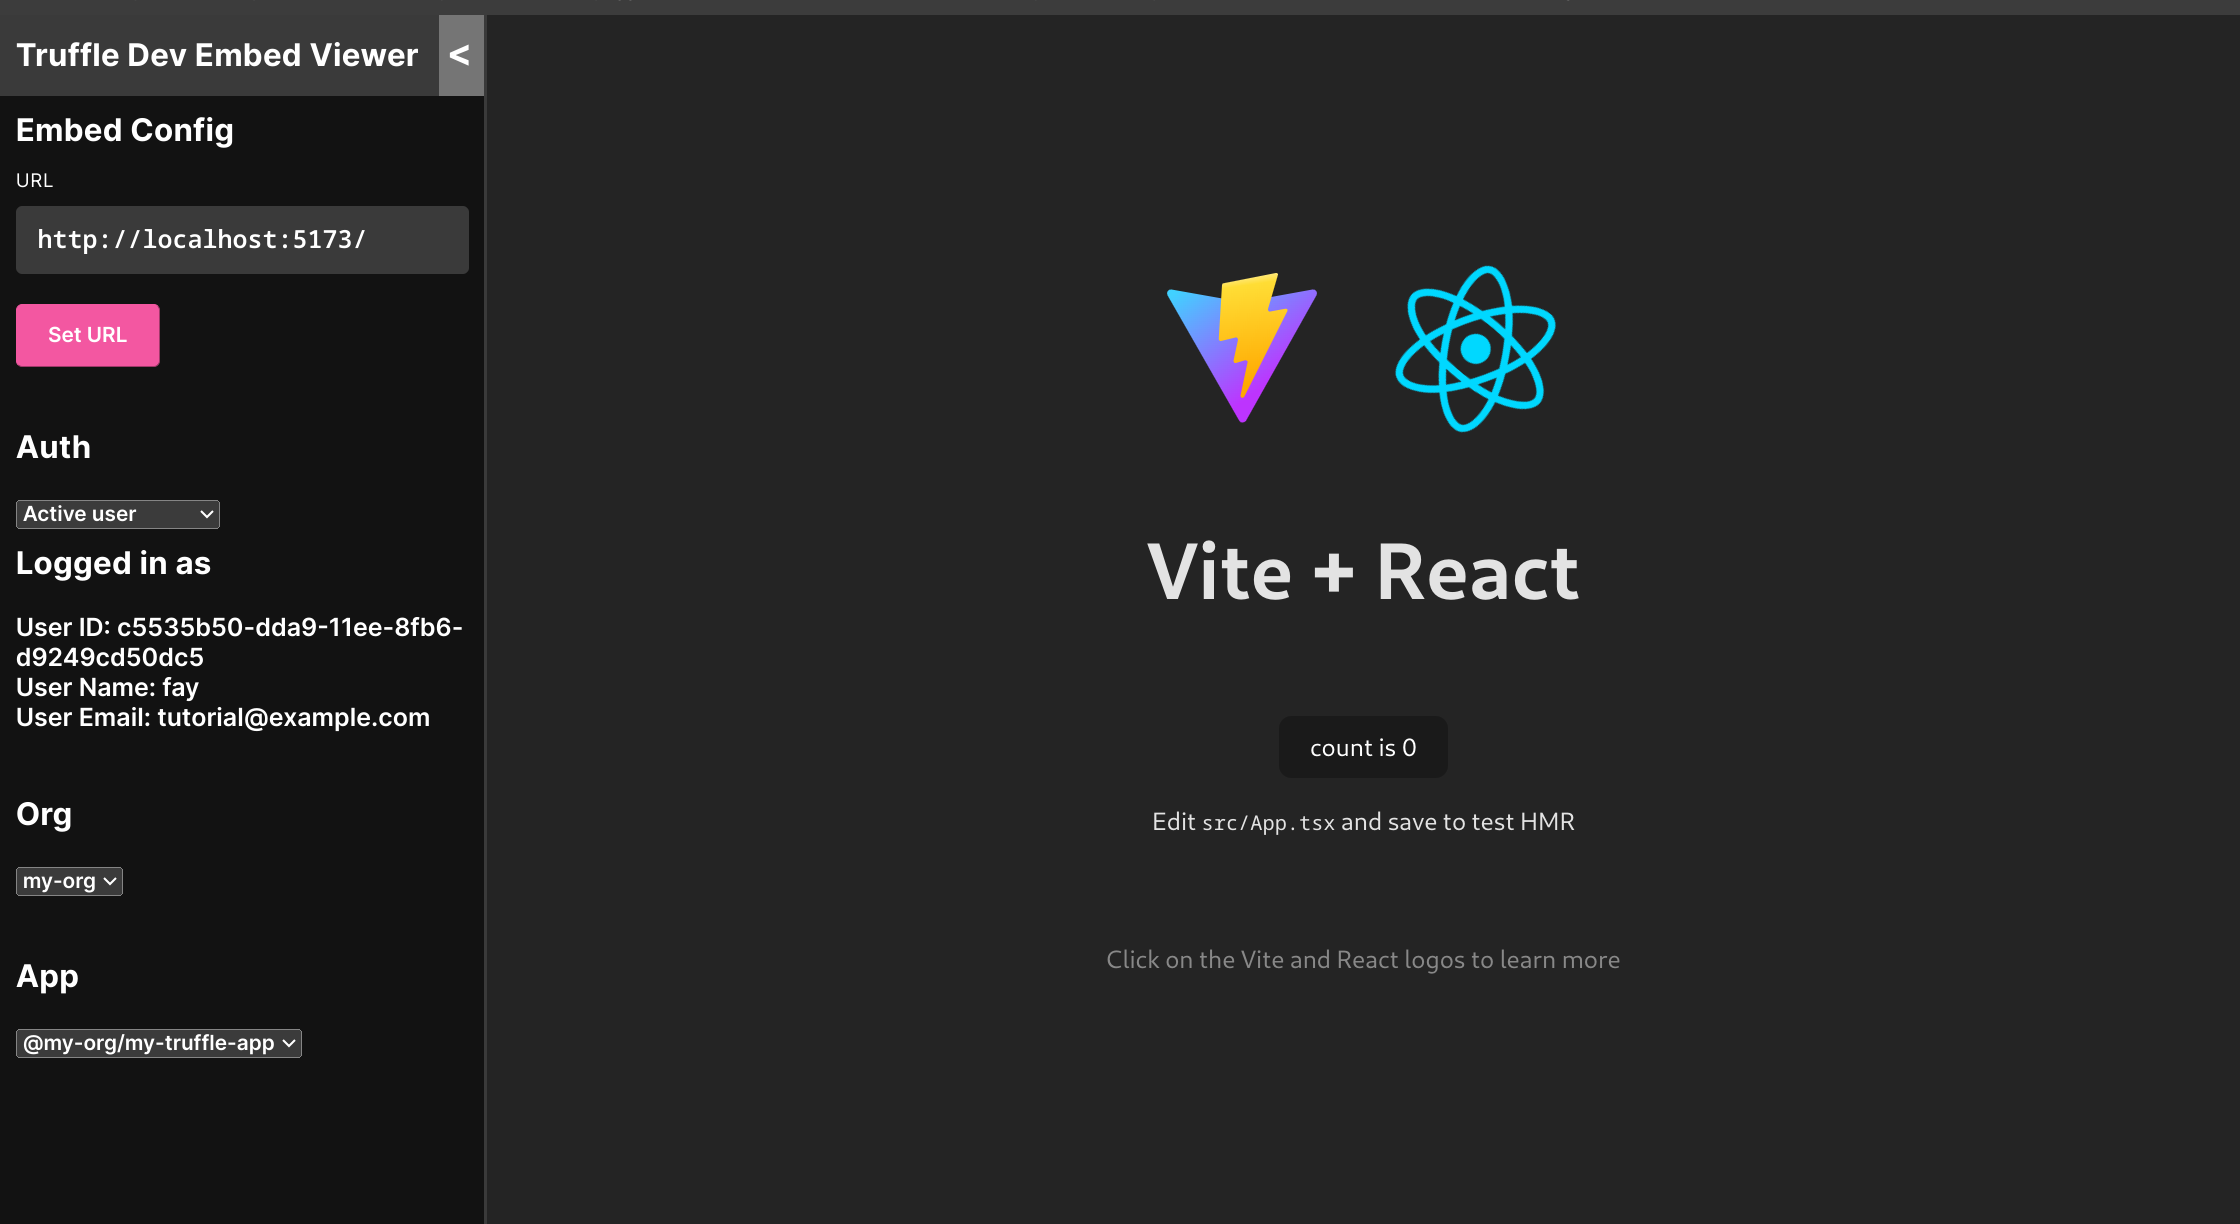 Truffle Dev Embed Viewer
<
Embed Config
URL
http://localhost:5173/
Set URL
Auth
Active user
Logged in as
User ID: c5535b50-dda9-11ee-8fb6-
d9249cd50dc5
User Name: fay
User Email: tutorial@example.com
Org
my-org
App
@my-org/my-truffle-app
Vite + React
count is 0
Edit src/App.tsx and save to test HMR
Click on the Vite and React logos to learn more